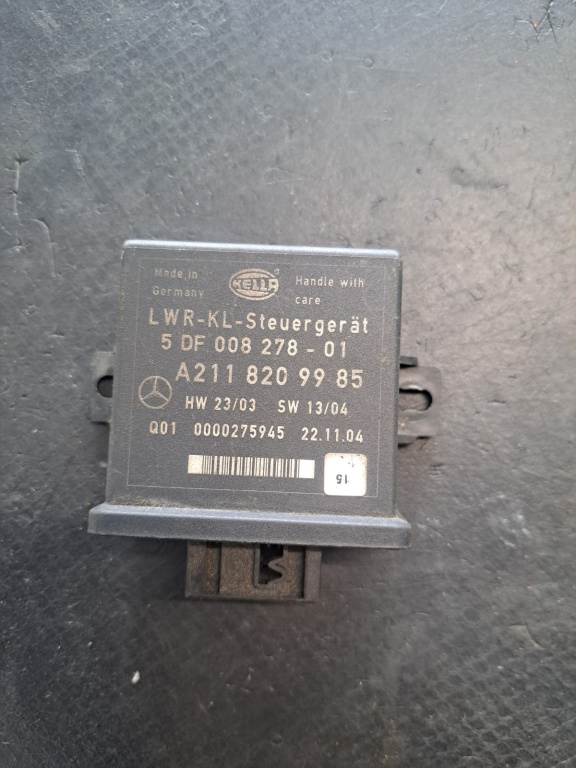 Made in
Germany
HELLA
®
Handle with
care
LWR-KL-Steuergerät
5 DF 008 278 - 01
A211 820 99 85
HW 23/03 SW 13/04
Q01 0000275945 22.11.04
15